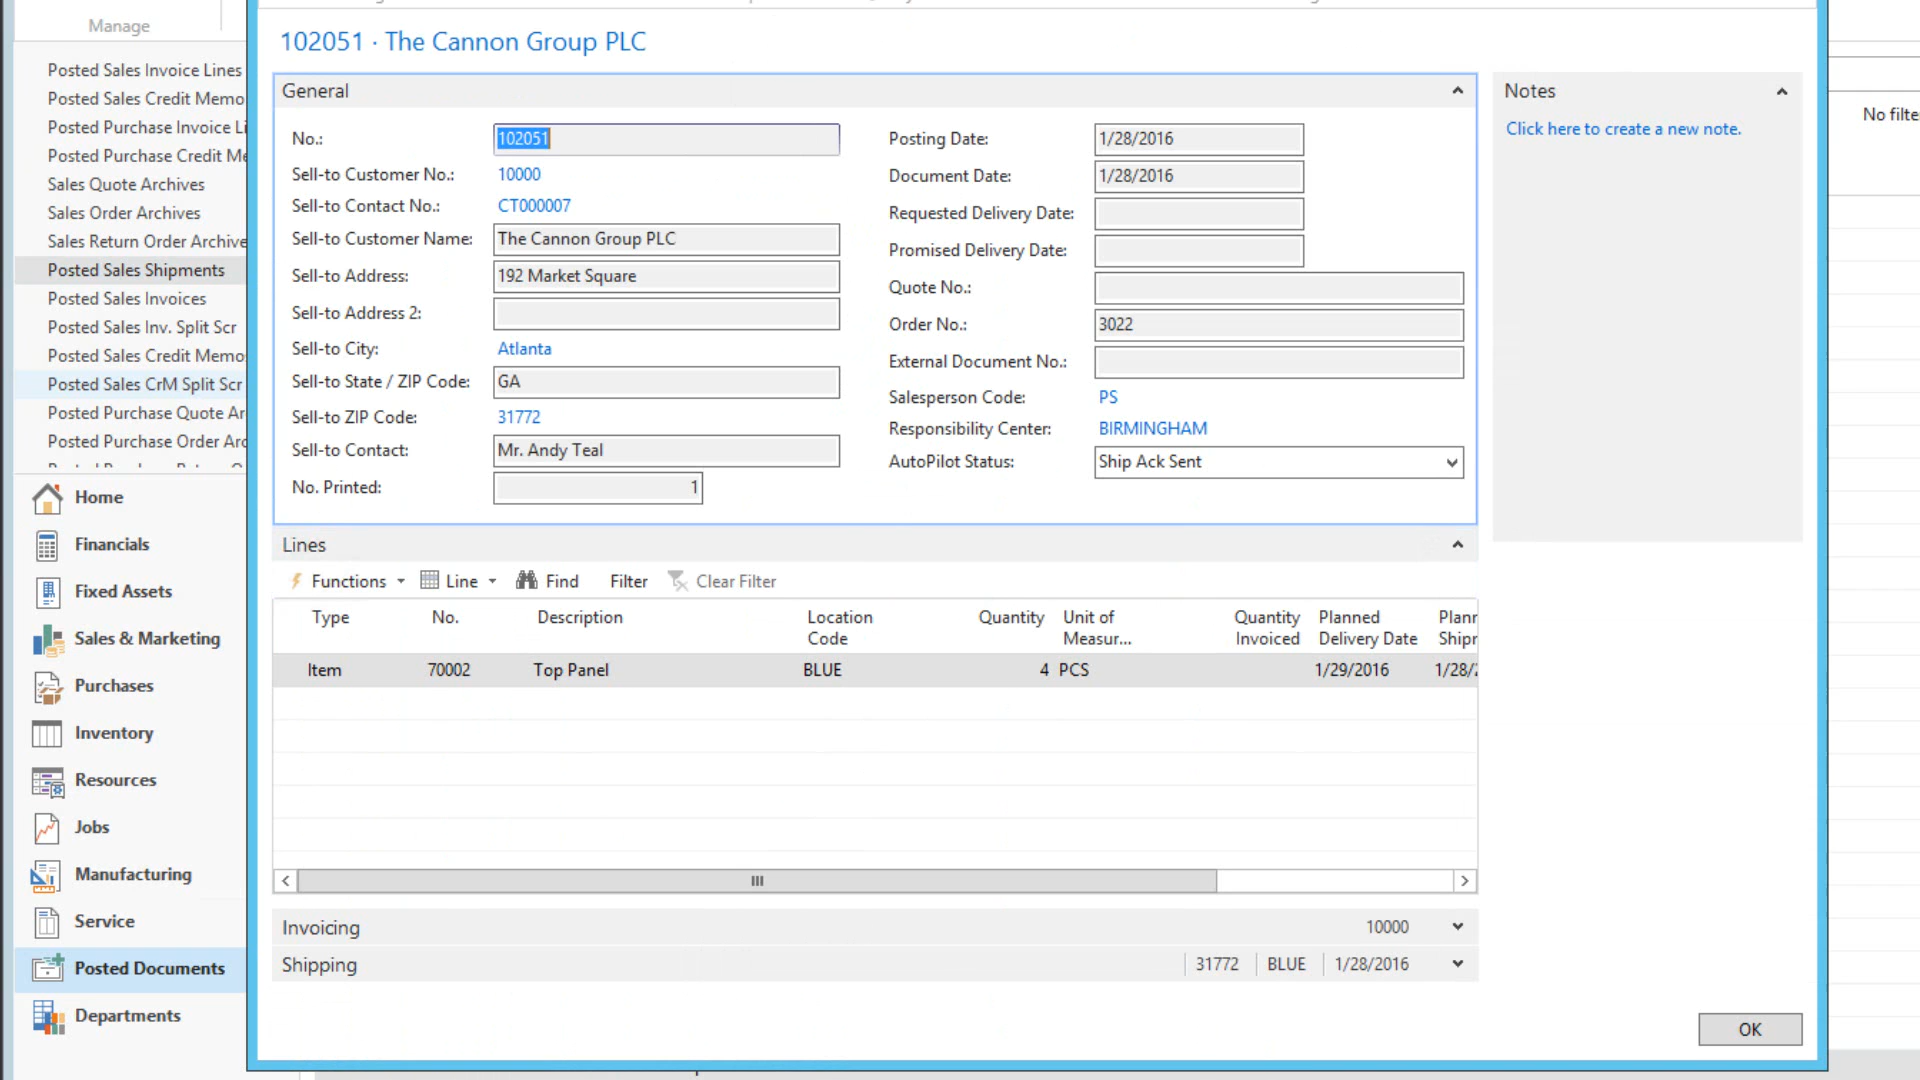 Manage
Posted Sales Invoice Lines
Posted Sales Credit Memo
Posted Purchase Invoice Li
Posted Purchase Credit Me
Sales Quote Archives
Sales Order Archives
Sales Return Order Archive
Posted Sales Shipments
Posted Sales Invoices
Posted Sales Inv. Split Scr
Posted Sales Credit Memo
Posted Sales CrM Split Scr
Posted Purchase Quote Ar
Posted Purchase Order Arc
Home
Financials
Fixed Assets
Sales & Marketing
Purchases
Inventory
Resources
Jobs
Manufacturing
Service
Posted Documents
Departments
102051 · The Cannon Group PLC
General
No.: 102051
Sell-to Customer No.: 10000
Sell-to Contact No.: CT000007
Sell-to Customer Name: The Cannon Group PLC
Sell-to Address: 192 Market Square
Sell-to Address 2:
Sell-to City: Atlanta
Sell-to State / ZIP Code: GA
Sell-to ZIP Code: 31772
Sell-to Contact: Mr. Andy Teal
No. Printed: 1
Posting Date: 1/28/2016
Document Date: 1/28/2016
Requested Delivery Date:
Promised Delivery Date:
Quote No.:
Order No.: 3022
External Document No.:
Salesperson Code: PS
Responsibility Center: BIRMINGHAM
AutoPilot Status: Ship Ack Sent
Notes
Click here to create a new note.
No filte
Lines
Functions Line Find Filter Clear Filter
Type No. Description Location Code Quantity Unit of Measur... Quantity Invoiced Planned Delivery Date Planr Shipr
Item 70002 Top Panel BLUE 4 PCS 1/29/2016 1/28/
Invoicing 10000
Shipping 31772 BLUE 1/28/2016
OK